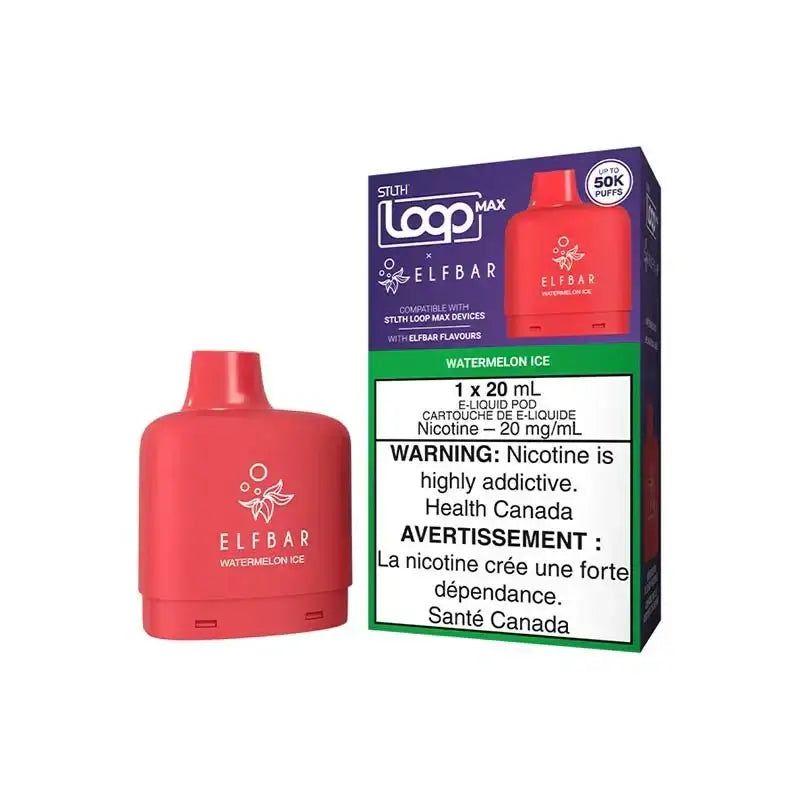 STLTH
Loop MAX
×
ELFBAR
COMPATIBLE WITH
STLTH LOOP MAX DEVICES
WITH ELFBAR FLAVOURS
UP TO
50K
PUFFS
ELFBAR
WATERMELON ICE
WATERMELON ICE
1 x 20 mL
E-LIQUID POD
CARTOUCHE DE E-LIQUIDE
Nicotine – 20 mg/mL
WARNING: Nicotine is
highly addictive.
Health Canada
AVERTISSEMENT :
La nicotine crée une forte
dépendance.
Santé Canada
ELFBAR
WATERMELON ICE